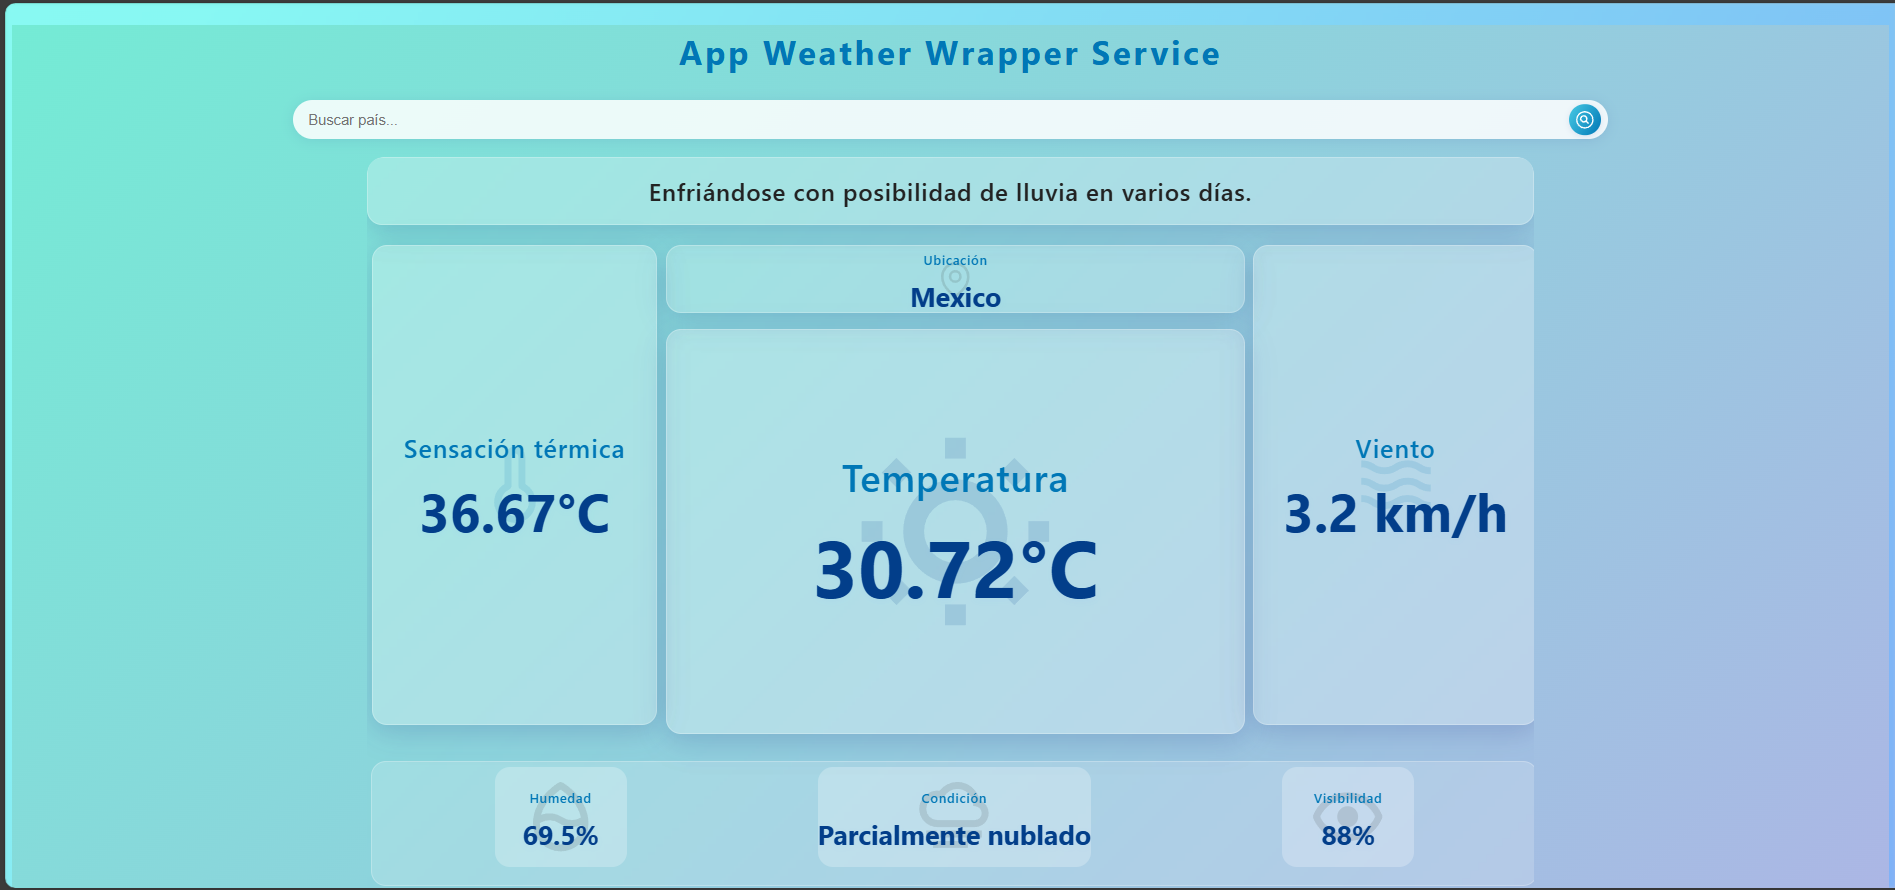 App Weather Wrapper Service
Buscar país...
Enfriándose con posibilidad de lluvia en varios días.
Sensación térmica
36.67°C
Ubicación
Mexico
Temperatura
30.72°C
Viento
3.2 km/h
Humedad
69.5%
Condición
Parcialmente nublado
Visibilidad
88%